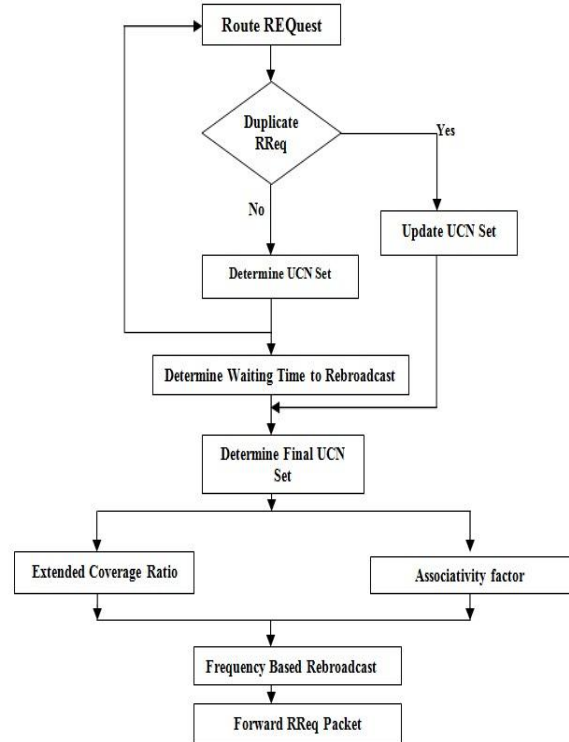 Route REQuest
Duplicate
RReq
Yes
No
Update UCN Set
Determine UCN Set
Determine Waiting Time to Rebroadcast
Determine Final UCN
Set
Extended Coverage Ratio
Associativity factor
Frequency Based Rebroadcast
Forward RReq Packet